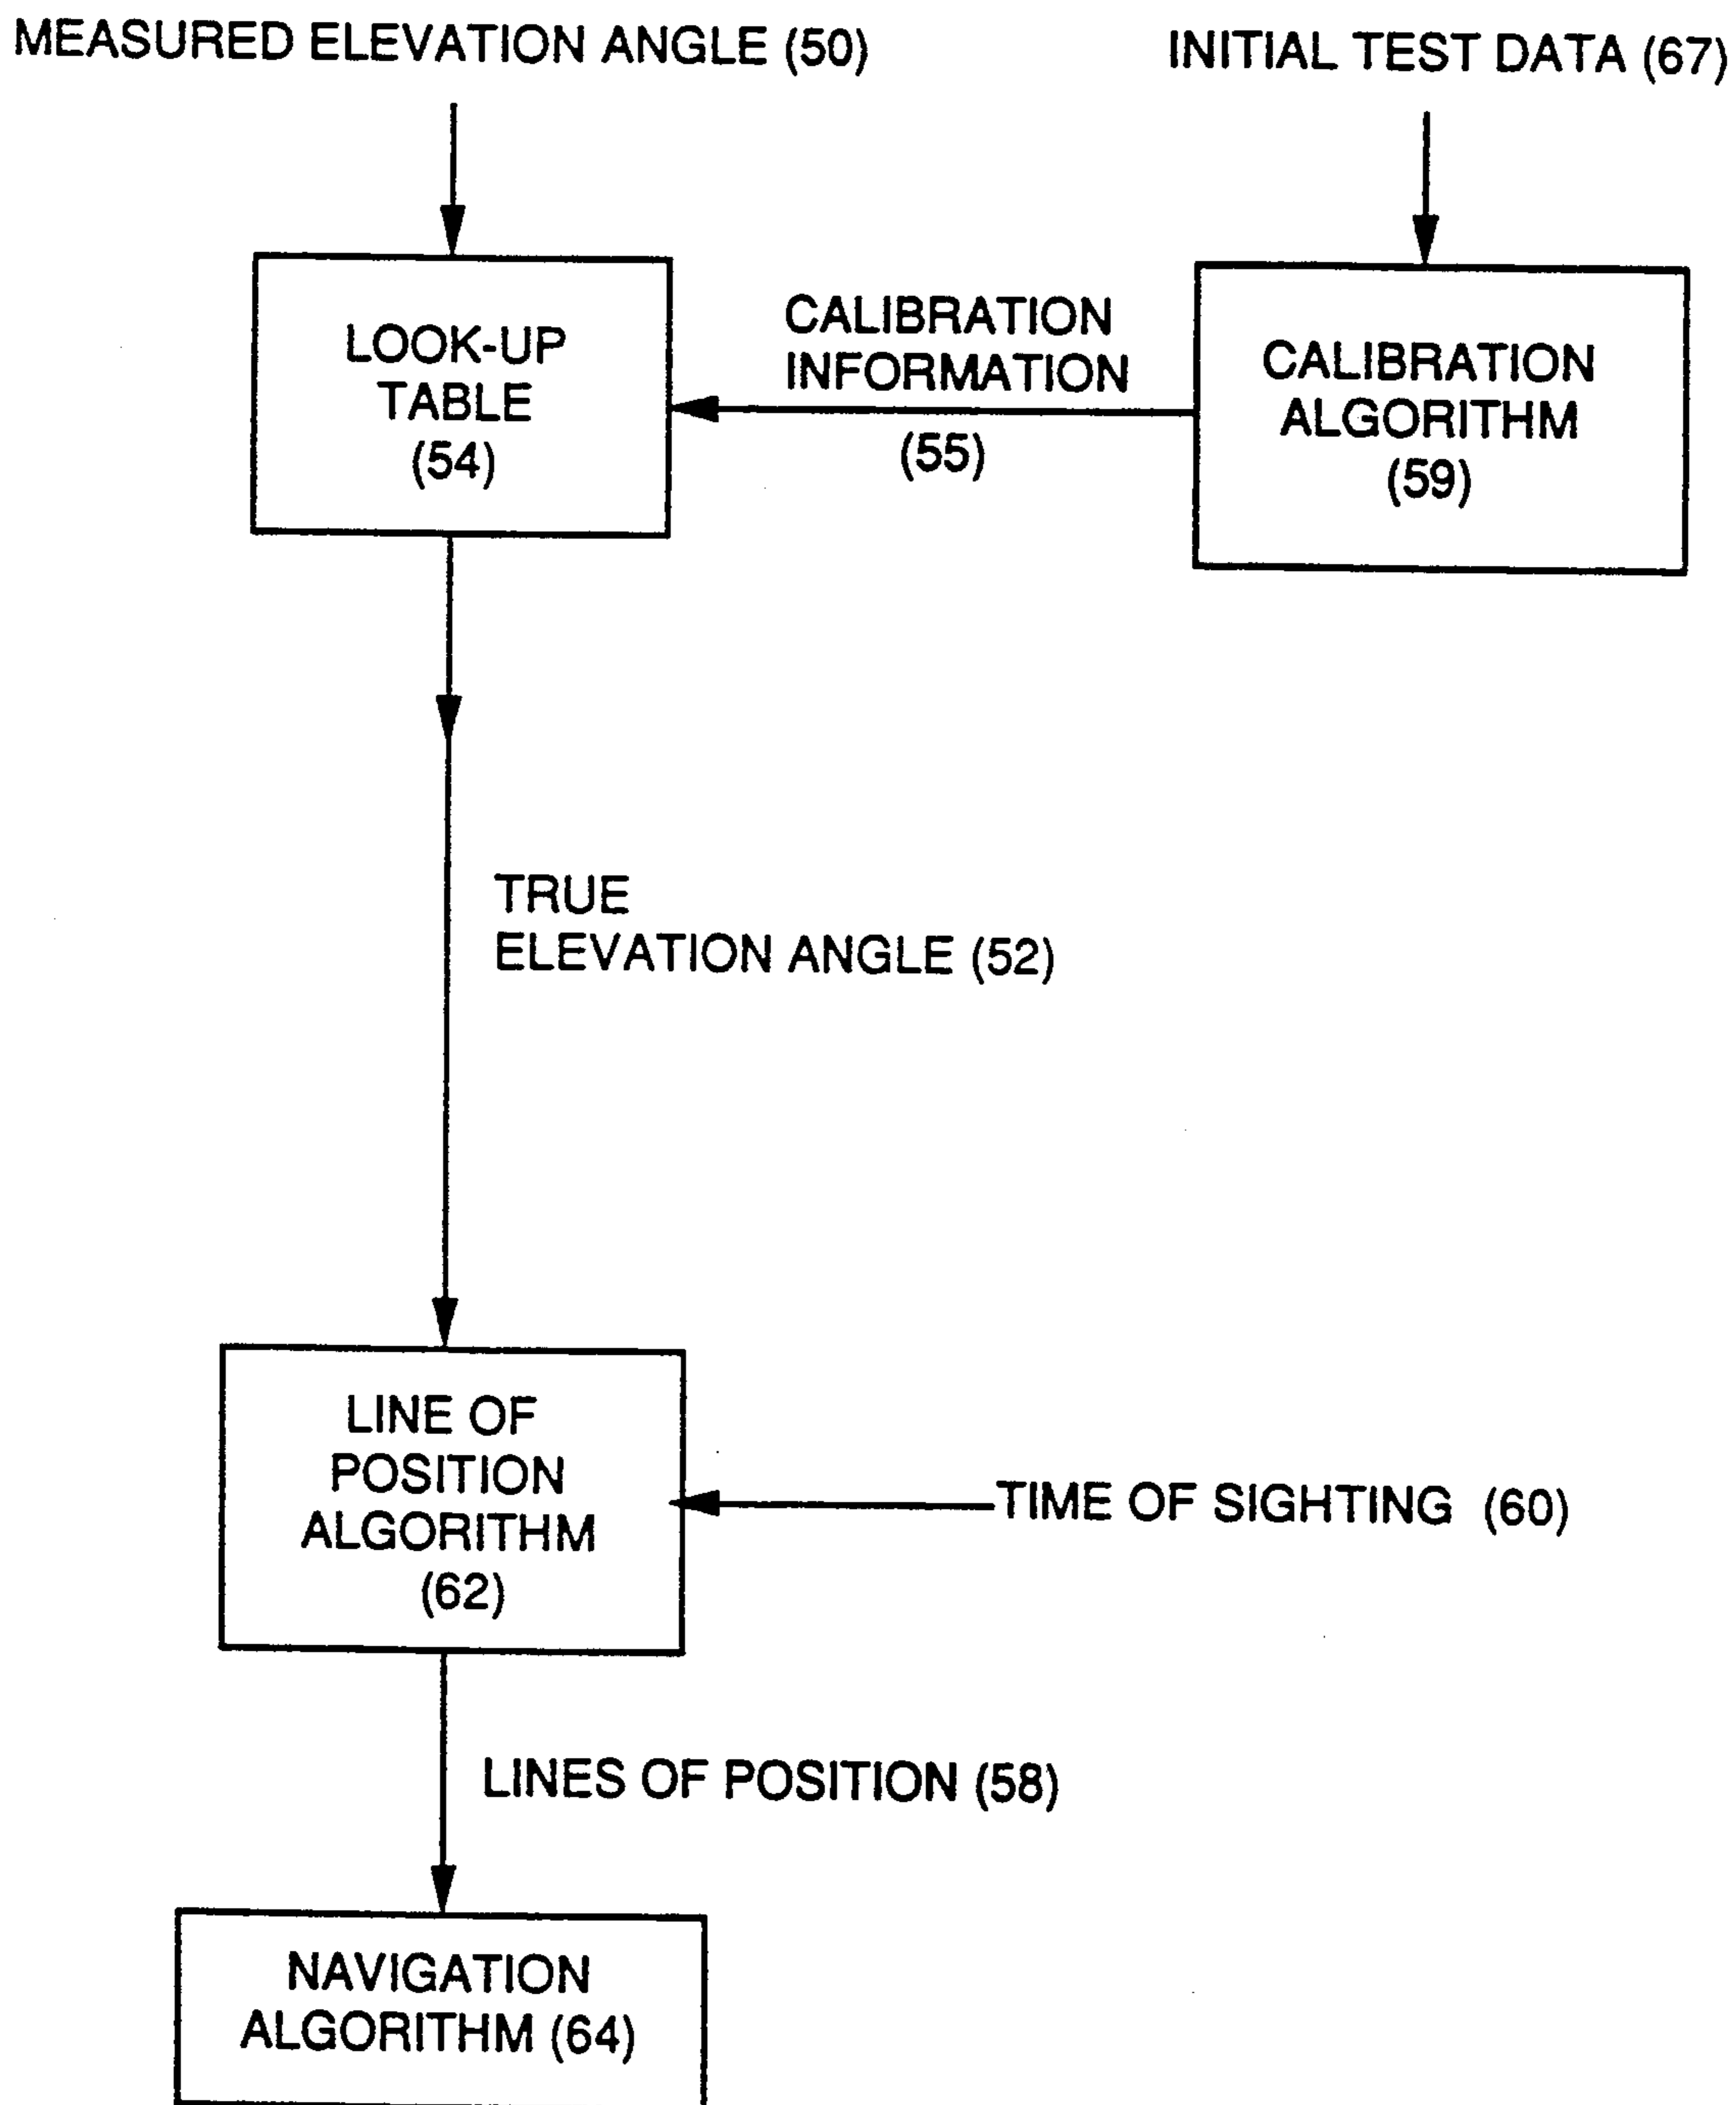 MEASURED ELEVATION ANGLE (50)
INITIAL TEST DATA (67)
LOOK-UP
TABLE
(54)
CALIBRATION
INFORMATION
(55)
CALIBRATION
ALGORITHM
(59)
TRUE
ELEVATION ANGLE (52)
LINE OF
POSITION
ALGORITHM
(62)
TIME OF SIGHTING (60)
LINES OF POSITION (58)
NAVIGATION
ALGORITHM (64)